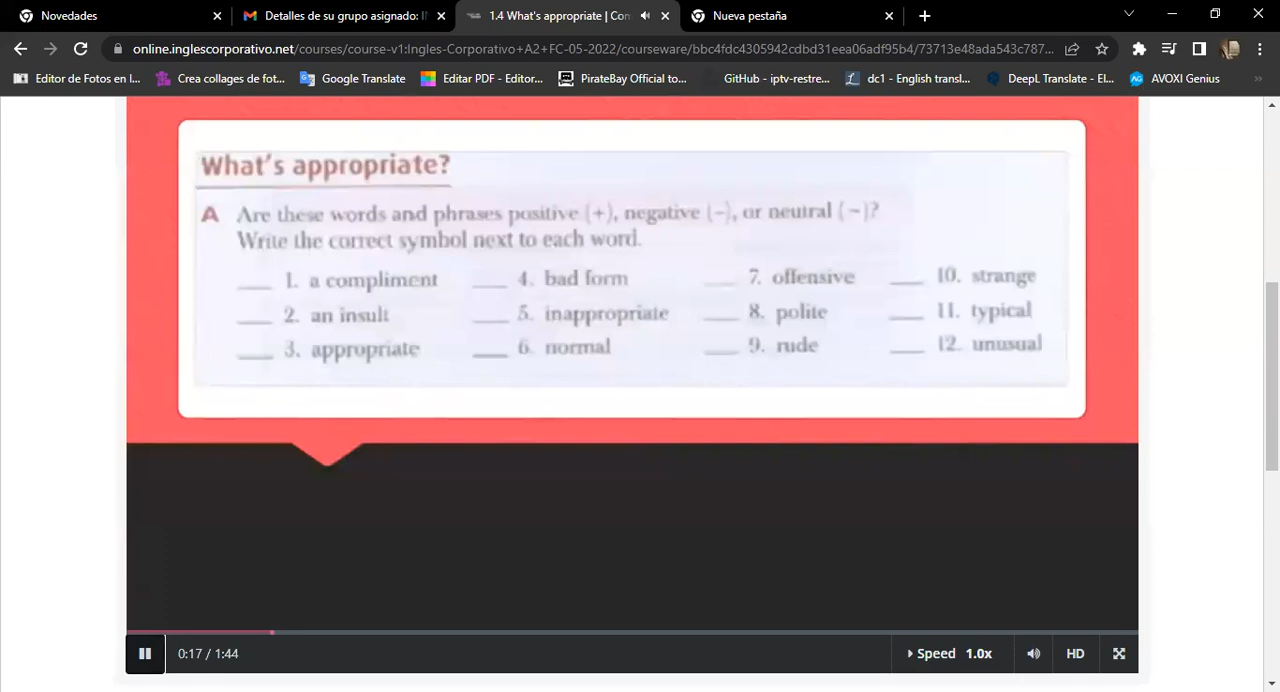 Novedades
Detalles de su grupo asignado: I
1.4 What's appropriate? | Con
Nueva pestaña
online.inglescorporativo.net/courses/course-v1:Ingles-Corporativo+A2+FC-05-2022/courseware/bbc4fdc4305942cdbd31eea06adf95b4/73713e48ada543c787...
Editor de Fotos en l...
Crea collages de fot...
Google Translate
Editar PDF - Editor...
PirateBay Official to...
GitHub - iptv-restre...
dc1 - English transl...
DeepL Translate - El...
AVOXI Genius
»
What's appropriate?
A Are these words and phrases positive (+), negative (–), or neutral (~)?
Write the correct symbol next to each word.
___ 1. a compliment ___ 4. bad form ___ 7. offensive ___ 10. strange
___ 2. an insult ___ 5. inappropriate ___ 8. polite ___ 11. typical
___ 3. appropriate ___ 6. normal ___ 9. rude ___ 12. unusual
0:17 / 1:44
Speed 1.0x
HD